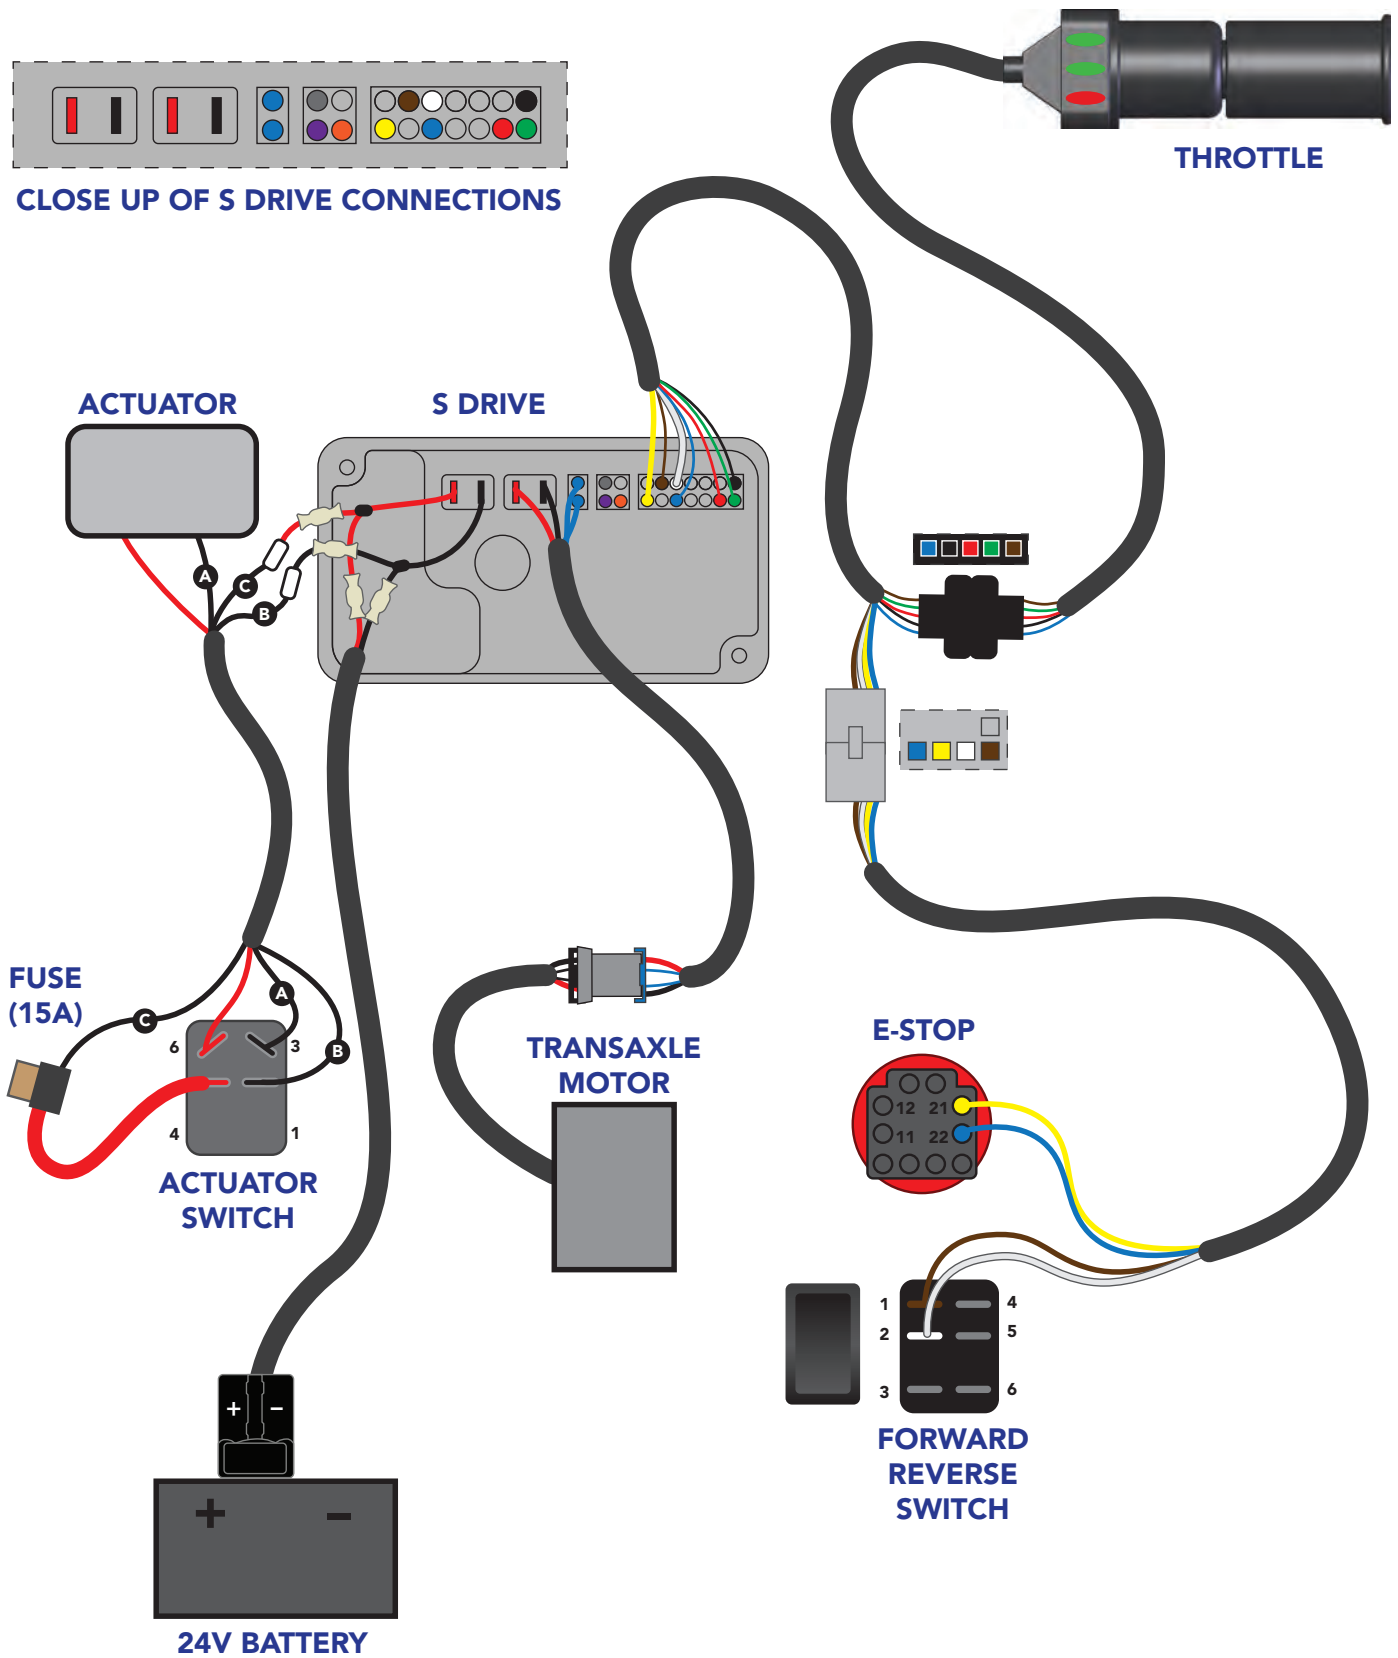 THROTTLE
CLOSE UP OF S DRIVE CONNECTIONS
ACTUATOR
S DRIVE
A
C
B
FUSE
(15A)
C
A
B
6
3
4
1
ACTUATOR
SWITCH
TRANSAXLE
MOTOR
E-STOP
12 21
11 22
1
4
2
5
3
6
FORWARD
REVERSE
SWITCH
+ -
+ -
24V BATTERY